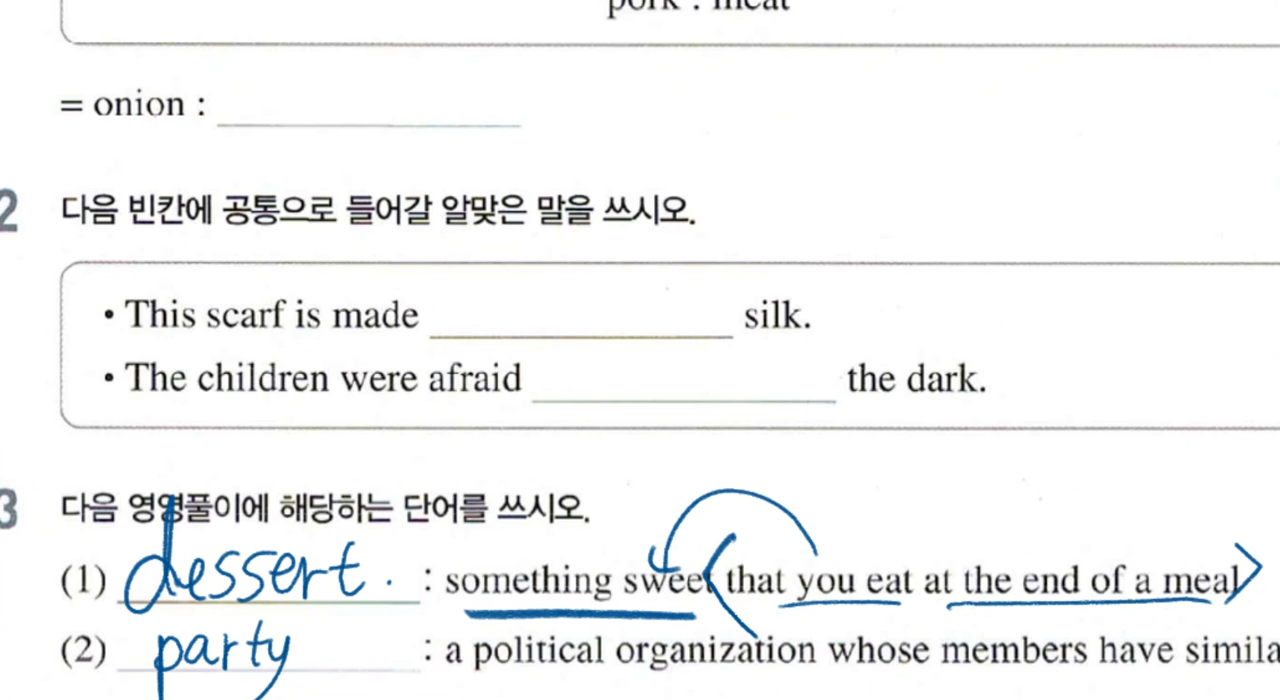 pork : meat
= onion :
2 다음 빈칸에 공통으로 들어갈 알맞은 말을 쓰시오.
• This scarf is made silk.
• The children were afraid the dark.
3 다음 영영풀이에 해당하는 단어를 쓰시오.
(1) dessert. : something sweet that you eat at the end of a meal
(2) party : a political organization whose members have